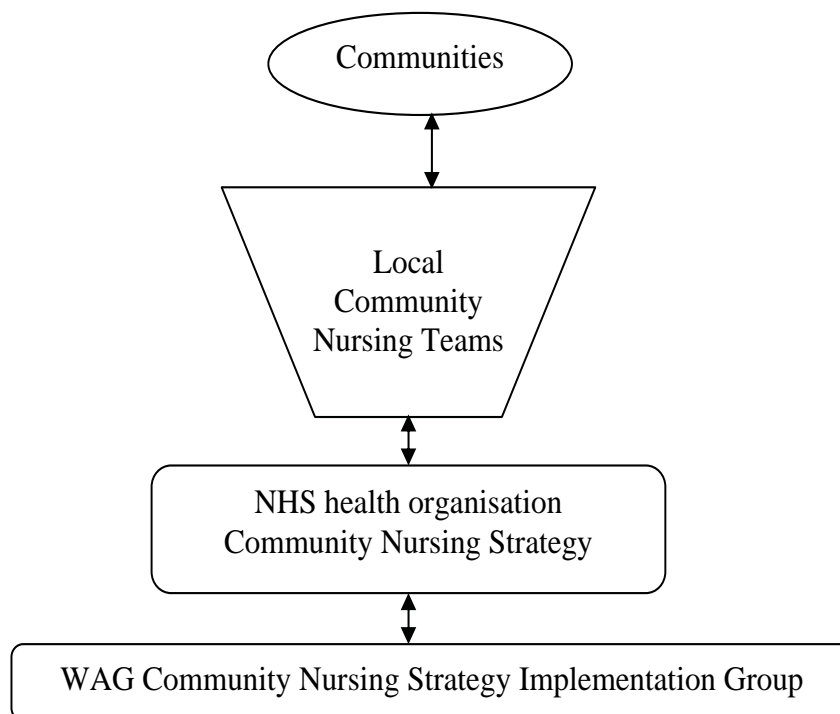 Communities
Local
Community
Nursing Teams
NHS health organisation
Community Nursing Strategy
WAG Community Nursing Strategy Implementation Group